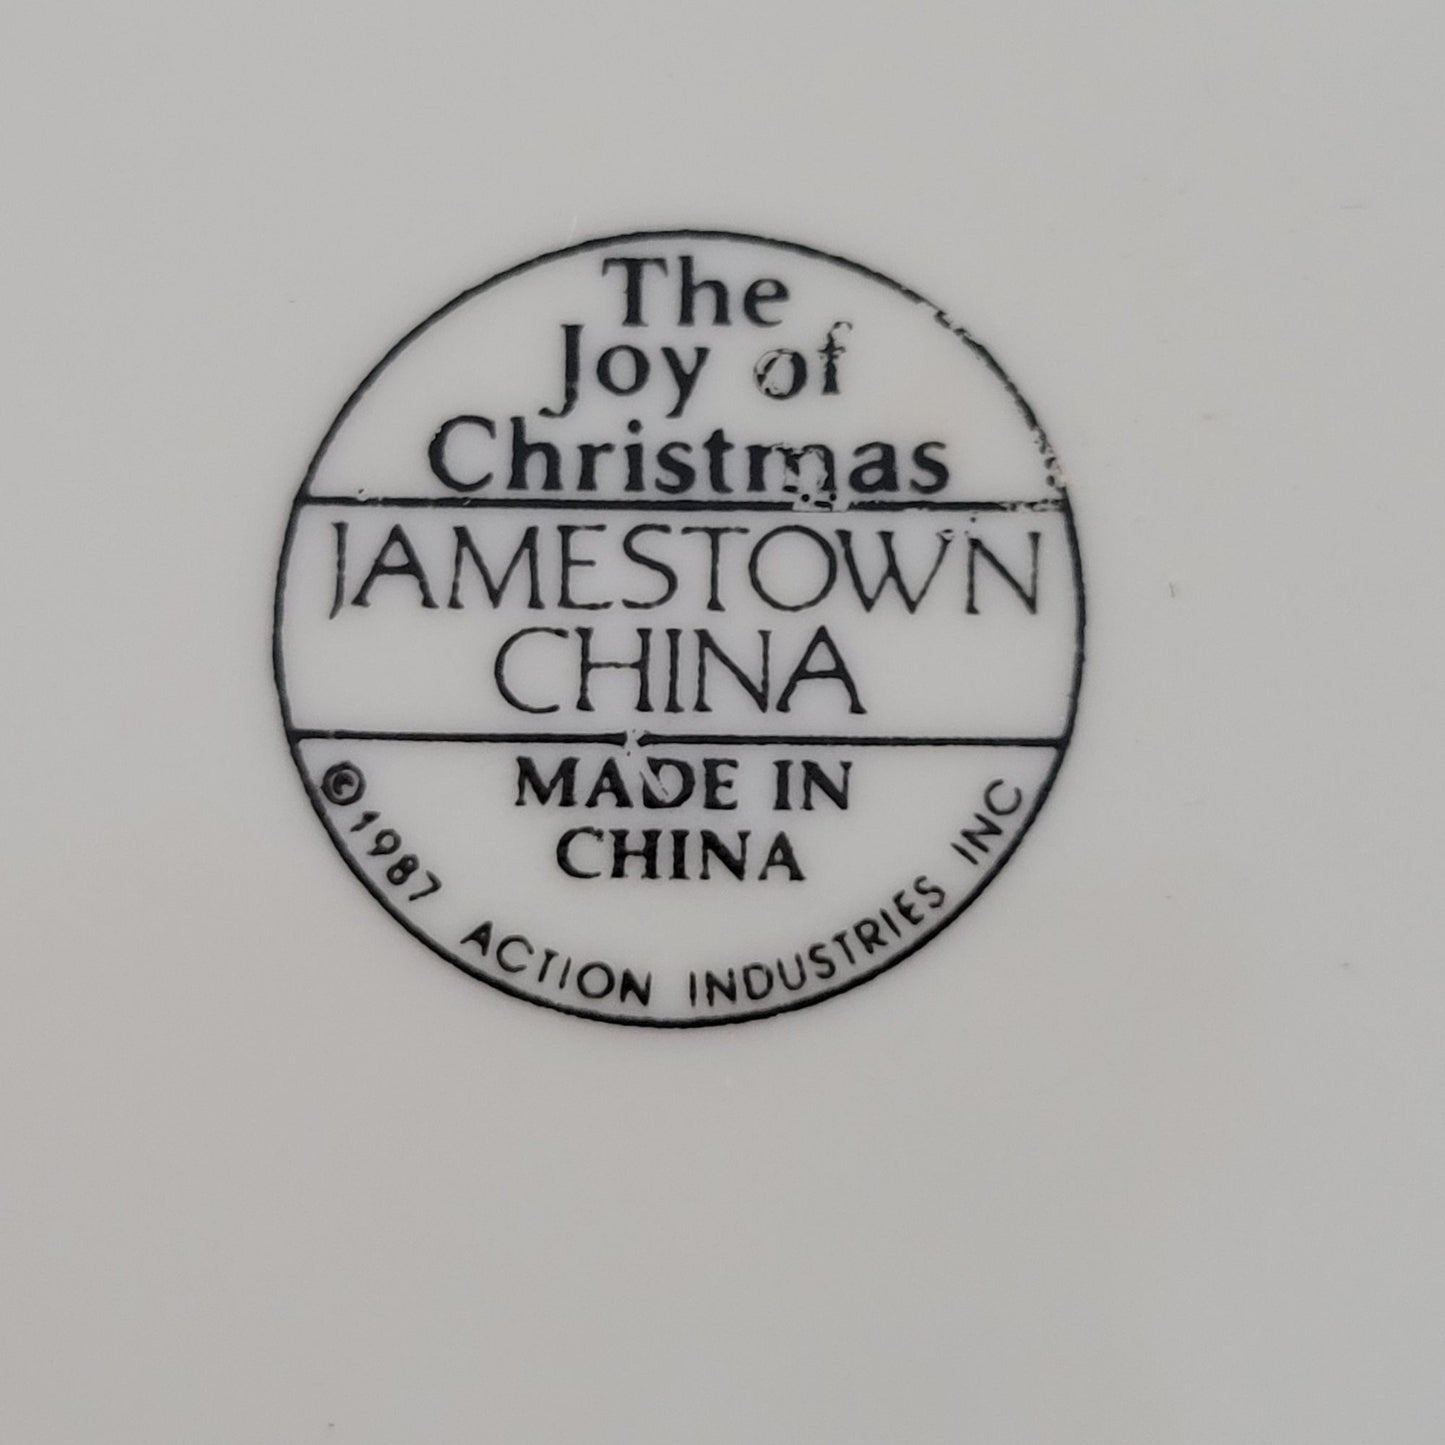 The
Joy of
Christmas
JAMESTOWN
CHINA
MADE IN
CHINA
©1987 ACTION INDUSTRIES INC